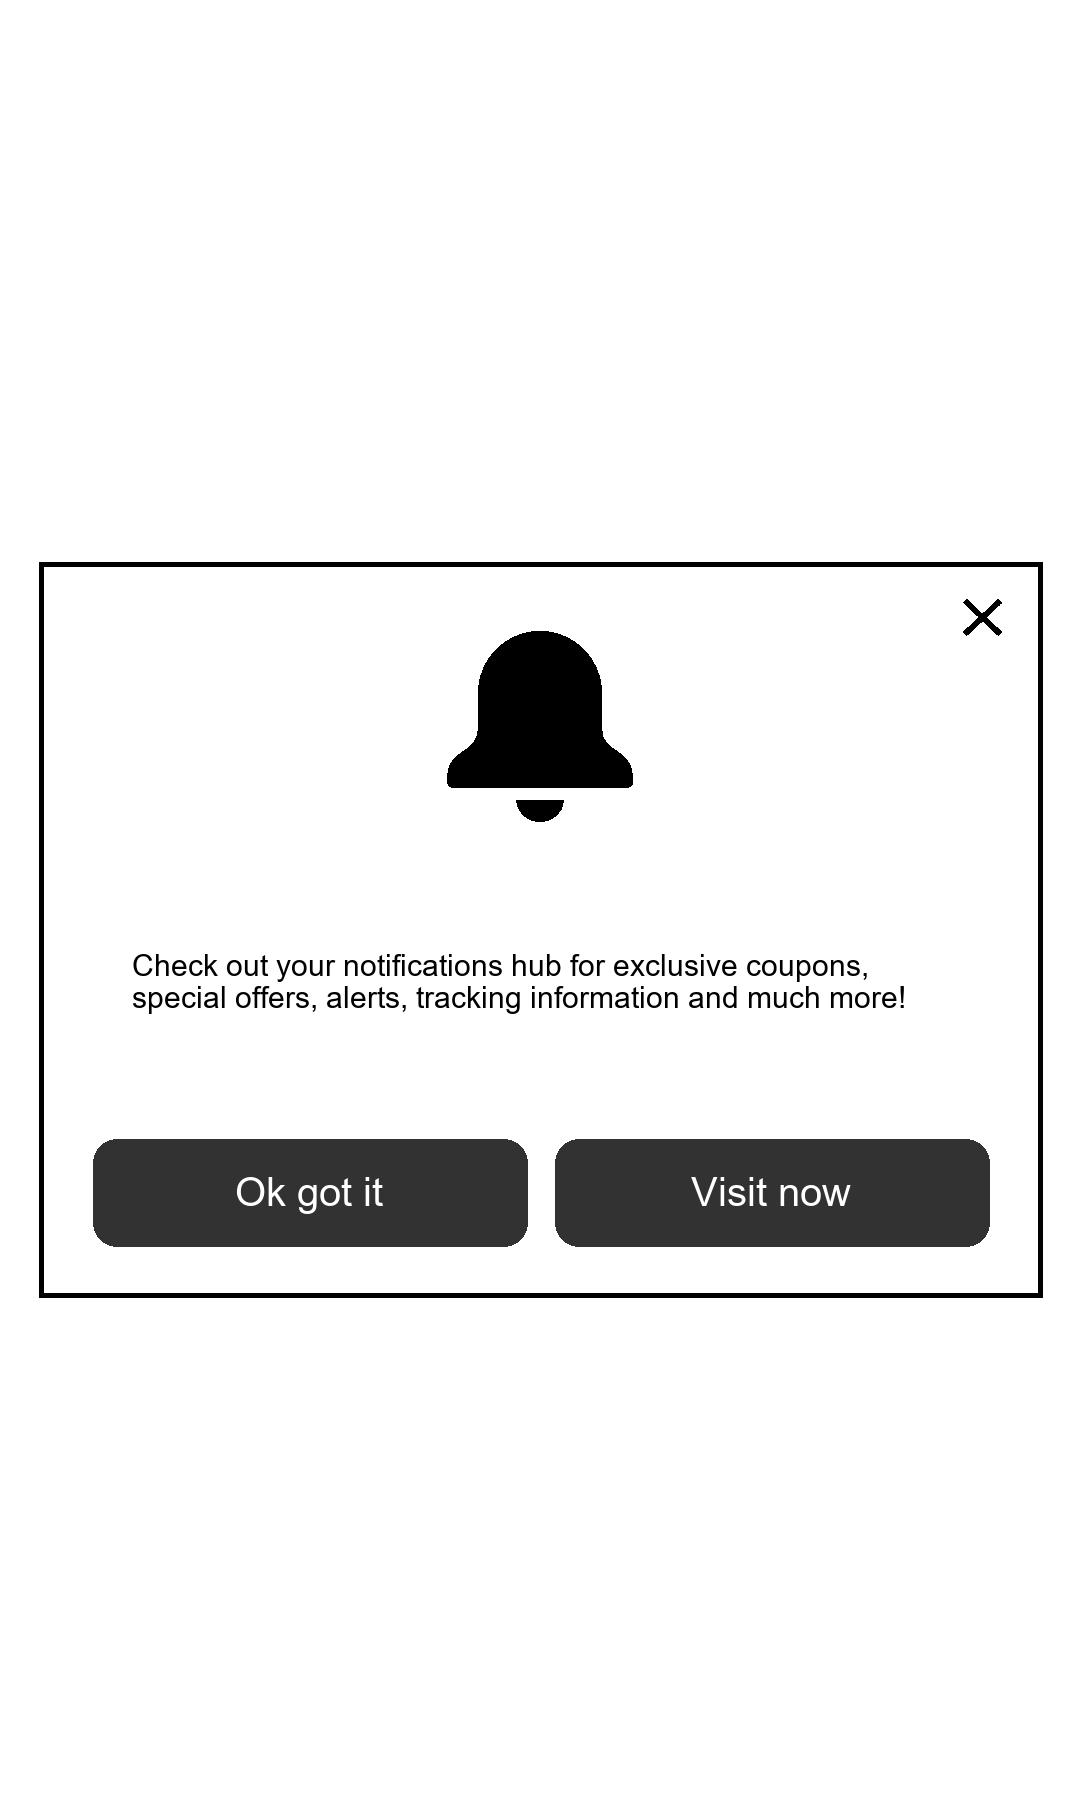 Check out your notifications hub for exclusive coupons,
special offers, alerts, tracking information and much more!
Ok got it
Visit now